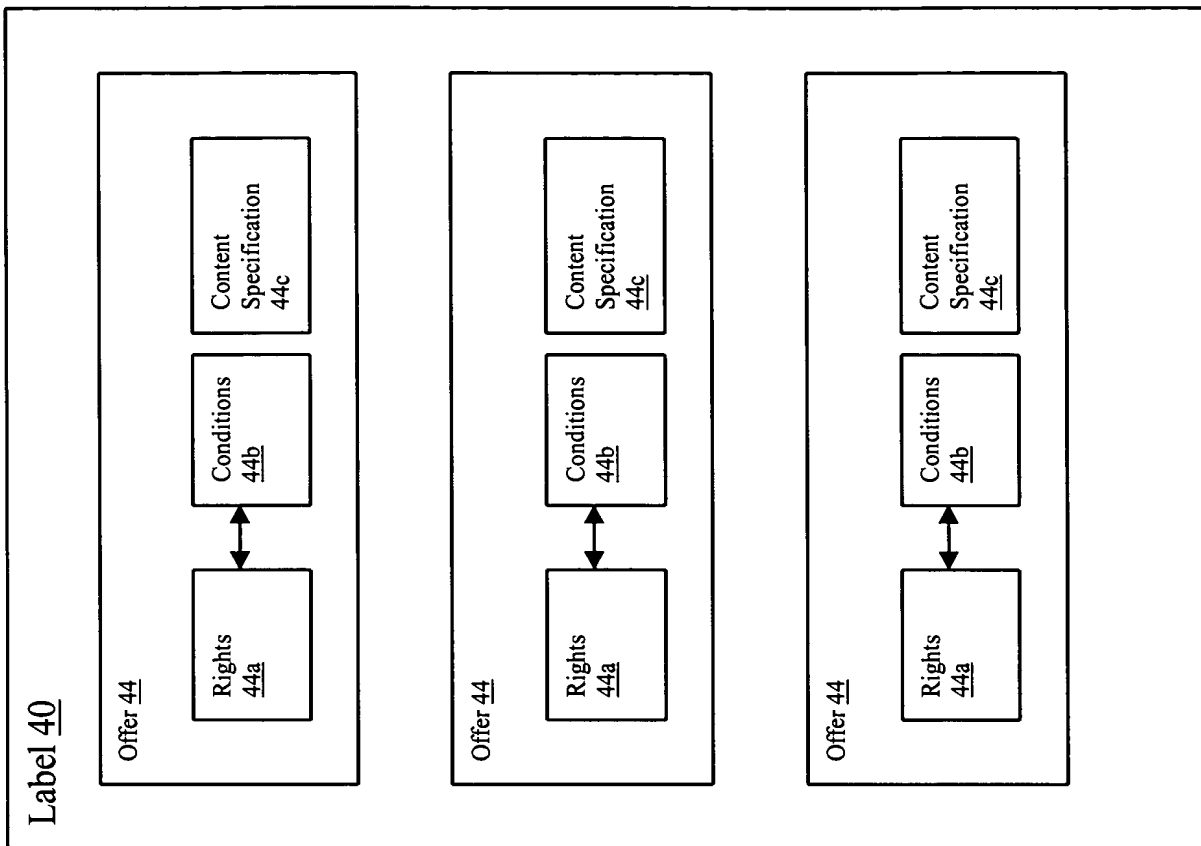 Label 40
Offer 44
Rights
44a
Conditions
44b
Content
Specification
44c
Offer 44
Rights
44a
Conditions
44b
Content
Specification
44c
Offer 44
Rights
44a
Conditions
44b
Content
Specification
44c